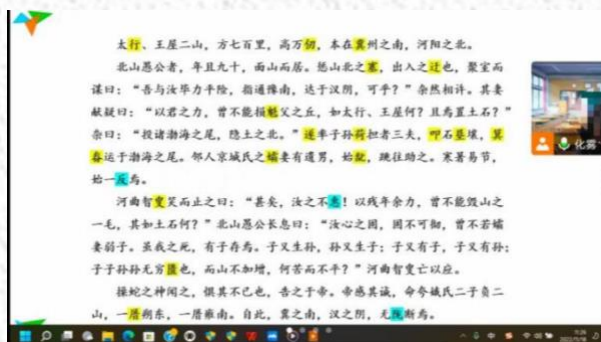 太行、王屋二山，方七百里，高万仞，本在冀州之南，河阳之北。
北山愚公者，年且九十，面山而居。惩山北之塞，出入之迂也，聚室而
谋曰：“吾与汝毕力平险，指通豫南，达于汉阴，可乎？”杂然相许。其妻
献疑曰：“以君之力，曾不能损魁父之丘，如太行、王屋何？且焉置土石？”
杂曰：“投诸渤海之尾，隐土之北。”遂率子孙荷担者三夫，叩石垦壤，箕
畚运于渤海之尾。邻人京城氏之孀妻有遗男，始龀，跳往助之。寒暑易节，
始一反焉。
河曲智叟笑而止之曰：“甚矣，汝之不惠！以残年余力，曾不能毁山之
一毛，其如土石何？”北山愚公长息曰：“汝心之固，固不可彻，曾不若孀
妻弱子。虽我之死，有子存焉。子又生孙，孙又生子；子又有子，子又有孙；
子子孙孙无穷匮也，而山不加增，何苦而不平？”河曲智叟亡以应。
操蛇之神闻之，惧其不已也，告之于帝。帝感其诚，命夸娥氏二子负二
山，一厝朔东，一厝雍南。自此，冀之南，汉之阴，无陇断焉。
化雾
11:26
2022/11/18